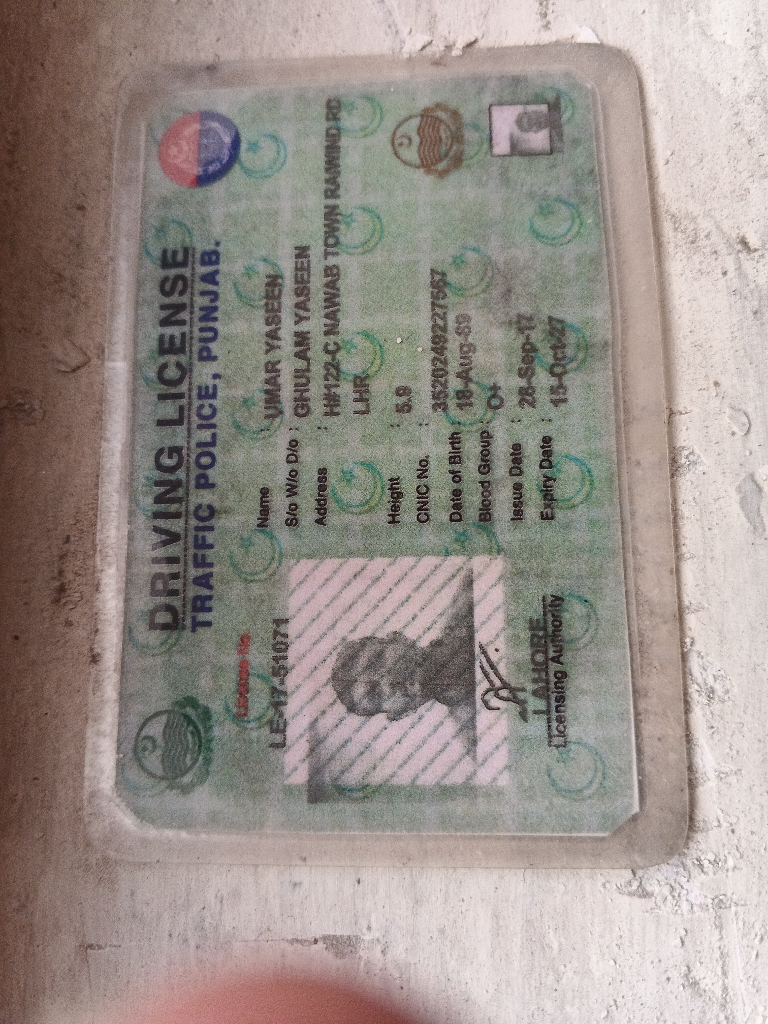 DRIVING LICENSE
TRAFFIC POLICE, PUNJAB.
License No.
LE-17-51071
Name : UMAR YASEEN
S/o W/o D/o : GHULAM YASEEN
Address : H#122-C NAWAB TOWN RAIWIND RD
LHR
Height : 5.9
CNIC No. : 3520249227567
Date of Birth : 18-Aug-89
Blood Group : O+
Issue Date : 28-Sep-17
Expiry Date : 15-Oct-27
LAHORE
Licensing Authority